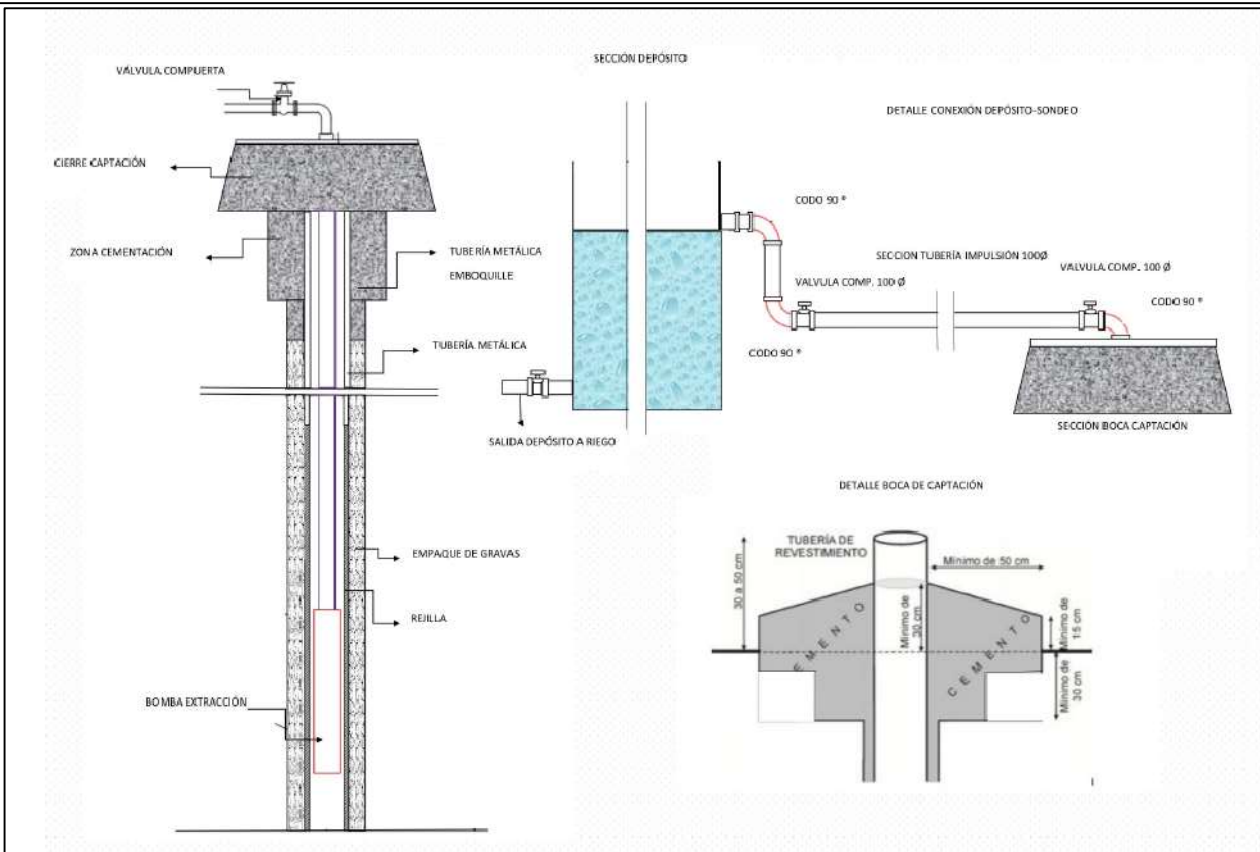 VÁLVULA COMPUERTA
CIERRE CAPTACIÓN
ZONA CEMENTACIÓN
TUBERÍA METÁLICA
EMBOQUILLE
TUBERÍA METÁLICA
EMPAQUE DE GRAVAS
REJILLA
BOMBA EXTRACCIÓN
SECCIÓN DEPÓSITO
SALIDA DEPÓSITO A RIEGO
DETALLE CONEXIÓN DEPÓSITO-SONDEO
CODO 90 º
SECCION TUBERÍA IMPULSIÓN 100Ø
VALVULA COMP. 100 Ø
VALVULA COMP. 100 Ø
CODO 90 º
CODO 90 º
SECCIÓN BOCA CAPTACIÓN
DETALLE BOCA DE CAPTACIÓN
TUBERÍA DE
REVESTIMIENTO
Mínimo de 50 cm
30 a 50 cm
Mínimo de
30 cm
Mínimo de
15 cm
Mínimo de
30 cm
EMENTO
CEMENTO